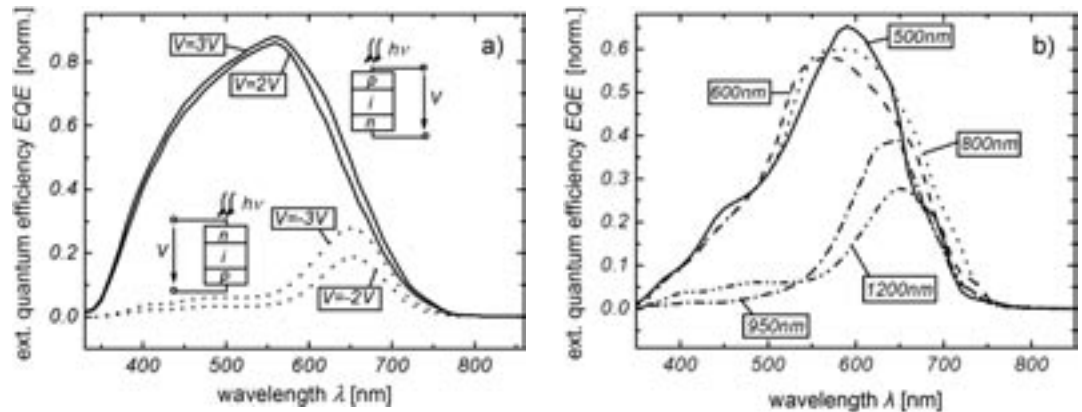 ext. quantum efficiency EQE [norm.]
0.8
0.6
0.4
0.2
0.0
400 500 600 700 800
wavelength λ [nm]
a)
V=3V
V=2V
hν
p
i
n
V
hν
n
i
p
V
V=-3V
V=-2V
ext. quantum efficiency EQE [norm.]
0.6
0.5
0.4
0.3
0.2
0.1
0.0
400 500 600 700 800
wavelength λ [nm]
b)
500nm
600nm
800nm
1200nm
950nm